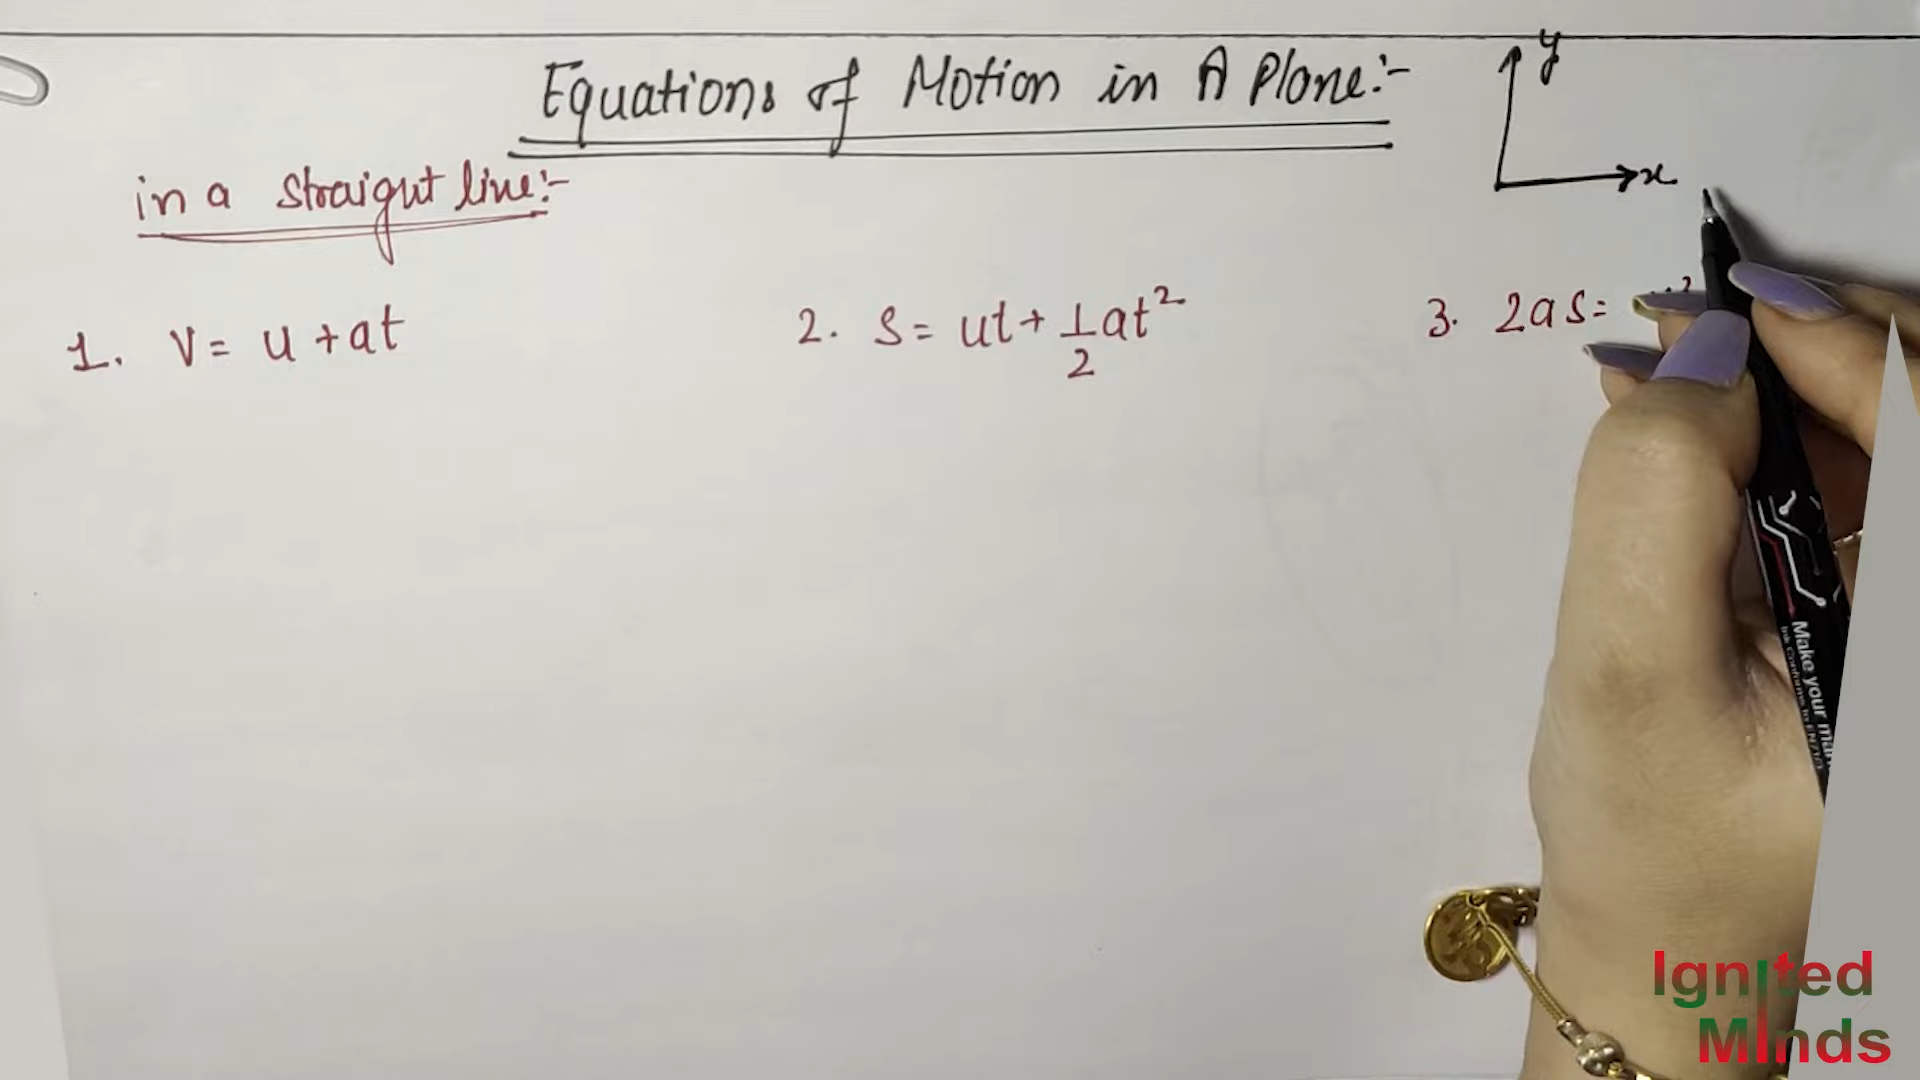 Equations of Motion in A Plane:-
y
x
in a straight line:-
1. v = u + at
2. S = ut + 1/2 at²
3. 2as =
Make your mar
Ignited
Minds